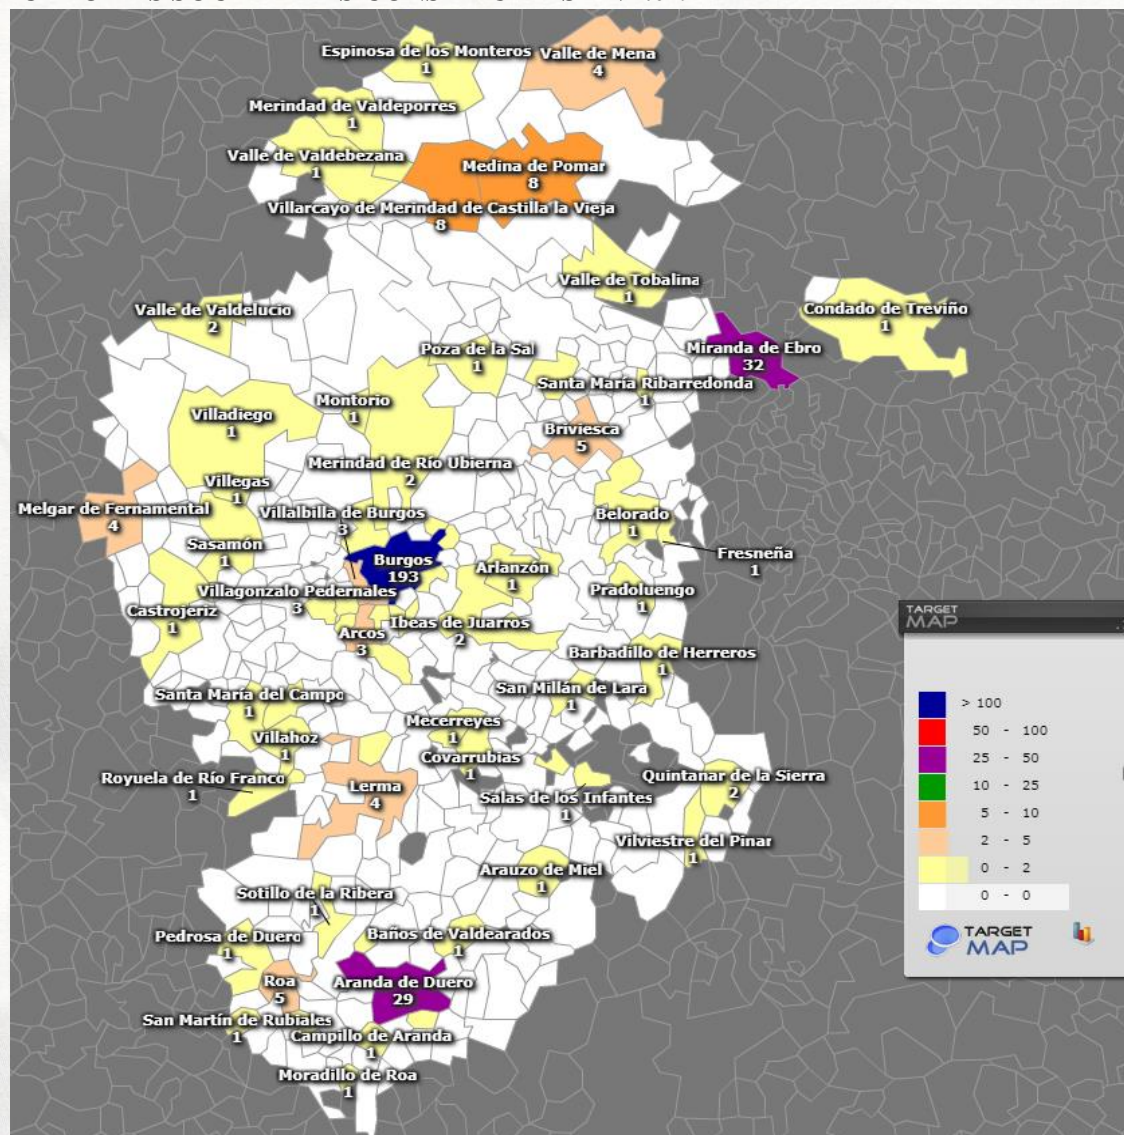 Espinosa de los Monteros
1
Valle de Mena
4
Merindad de Valdeporres
1
Valle de Valdebezana
1
Medina de Pomar
8
Villarcayo de Merindad de Castilla la Vieja
8
Valle de Tobalina
1
Condado de Treviño
1
Valle de Valdelucio
2
Miranda de Ebro
32
Poza de la Sal
1
Santa María Ribarredonda
1
Montorio
1
Villadiego
1
Briviesca
5
Merindad de Río Ubierna
2
Villegas
1
Melgar de Fernamental
4
Villalbilla de Burgos
3
Belorado
1
Sasamón
1
Fresneña
1
Burgos
193
Arlanzón
1
Villagonzalo Pedernales
3
Pradoluengo
1
Castrojeriz
1
Ibeas de Juarros
2
Arcos
3
Barbadillo de Herreros
1
Santa María del Campo
1
San Millán de Lara
1
Mecerreyes
1
Villahoz
1
Covarrubias
1
Royuela de Río Franco
1
Lerma
4
Quintanar de la Sierra
2
Salas de los Infantes
1
Vilviestre del Pinar
1
Arauzo de Miel
1
Sotillo de la Ribera
1
Pedrosa de Duero
1
Baños de Valdearados
1
Roa
5
Aranda de Duero
29
San Martín de Rubiales
1
Campillo de Aranda
1
Moradillo de Roa
1
TARGET
MAP
> 100
50 - 100
25 - 50
10 - 25
5 - 10
2 - 5
0 - 2
0 - 0
TARGET
MAP